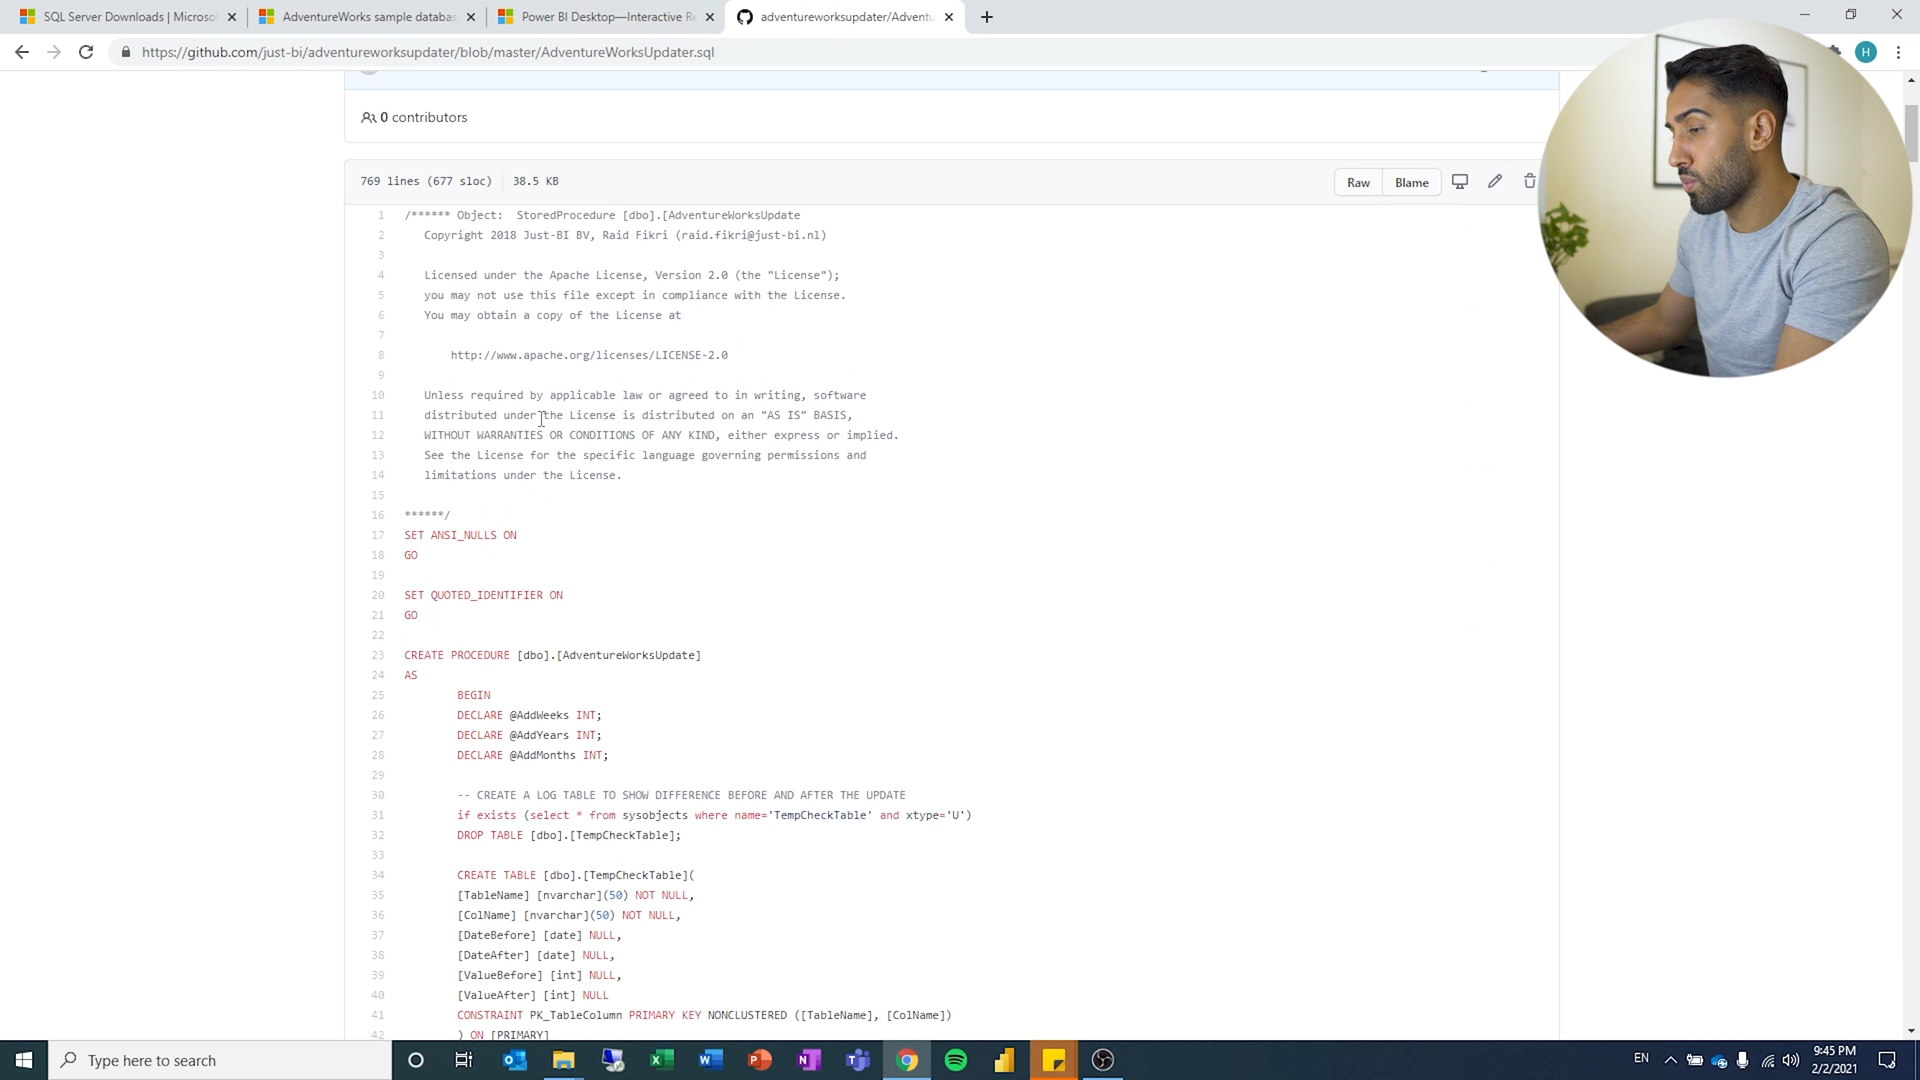 SQL Server Downloads | Microso
AdventureWorks sample databas
Power BI Desktop—Interactive Re
adventureworksupdater/Adventu
https://github.com/just-bi/adventureworksupdater/blob/master/AdventureWorksUpdater.sql
H
0 contributors
769 lines (677 sloc) 38.5 KB
Raw Blame
1 /****** Object: StoredProcedure [dbo].[AdventureWorksUpdate
2 Copyright 2018 Just-BI BV, Raid Fikri (raid.fikri@just-bi.nl)
3
4 Licensed under the Apache License, Version 2.0 (the "License");
5 you may not use this file except in compliance with the License.
6 You may obtain a copy of the License at
7
8 http://www.apache.org/licenses/LICENSE-2.0
9
10 Unless required by applicable law or agreed to in writing, software
11 distributed under the License is distributed on an "AS IS" BASIS,
12 WITHOUT WARRANTIES OR CONDITIONS OF ANY KIND, either express or implied.
13 See the License for the specific language governing permissions and
14 limitations under the License.
15
16 ******/
17 SET ANSI_NULLS ON
18 GO
19
20 SET QUOTED_IDENTIFIER ON
21 GO
22
23 CREATE PROCEDURE [dbo].[AdventureWorksUpdate]
24 AS
25 BEGIN
26 DECLARE @AddWeeks INT;
27 DECLARE @AddYears INT;
28 DECLARE @AddMonths INT;
29
30 -- CREATE A LOG TABLE TO SHOW DIFFERENCE BEFORE AND AFTER THE UPDATE
31 if exists (select * from sysobjects where name='TempCheckTable' and xtype='U')
32 DROP TABLE [dbo].[TempCheckTable];
33
34 CREATE TABLE [dbo].[TempCheckTable](
35 [TableName] [nvarchar](50) NOT NULL,
36 [ColName] [nvarchar](50) NOT NULL,
37 [DateBefore] [date] NULL,
38 [DateAfter] [date] NULL,
39 [ValueBefore] [int] NULL,
40 [ValueAfter] [int] NULL
41 CONSTRAINT PK_TableColumn PRIMARY KEY NONCLUSTERED ([TableName], [ColName])
42 ) ON [PRIMARY]
Type here to search
EN
9:45 PM
2/2/2021